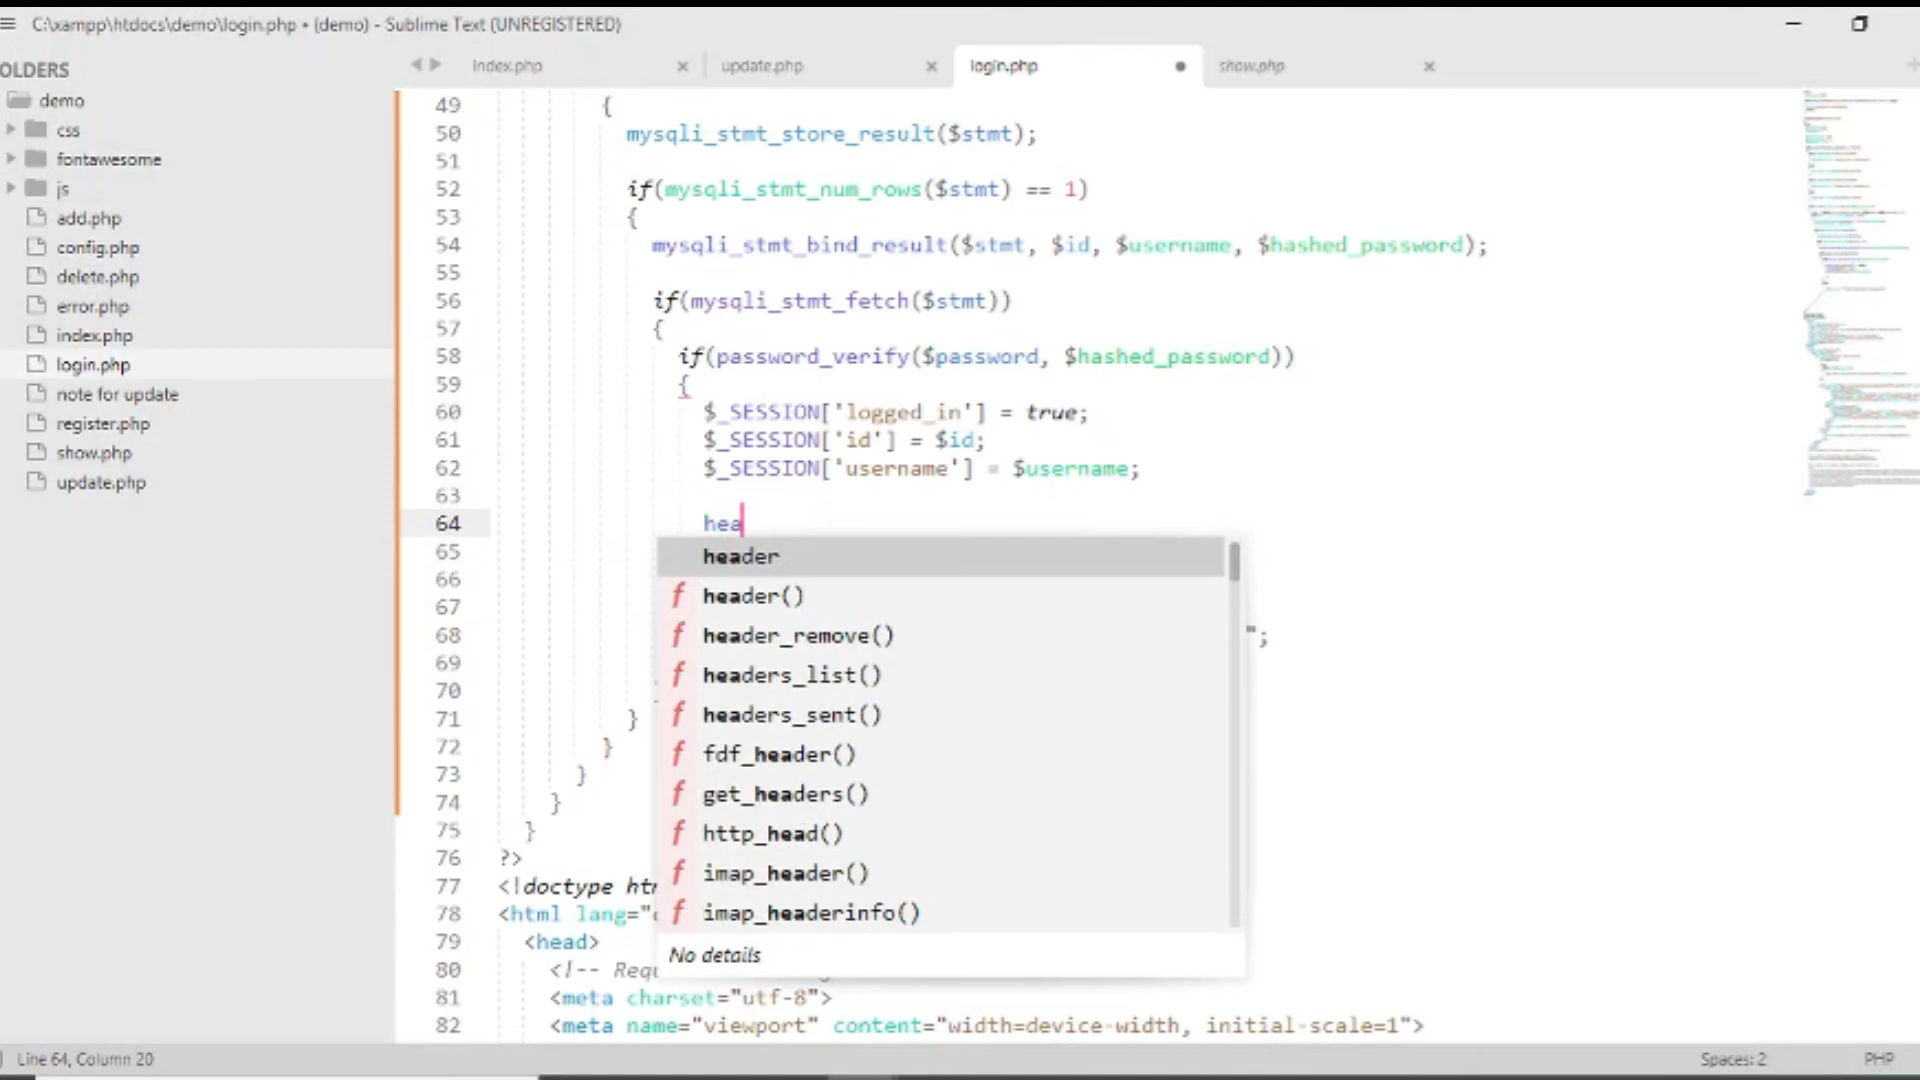 C:\xampp\htdocs\demo\login.php • (demo) - Sublime Text (UNREGISTERED)
OLDERS
demo
css
fontawesome
js
add.php
config.php
delete.php
error.php
index.php
login.php
note for update
register.php
show.php
update.php
index.php
update.php
login.php
show.php
49 {
50 mysqli_stmt_store_result($stmt);
51
52 if(mysqli_stmt_num_rows($stmt) == 1)
53 {
54 mysqli_stmt_bind_result($stmt, $id, $username, $hashed_password);
55
56 if(mysqli_stmt_fetch($stmt))
57 {
58 if(password_verify($password, $hashed_password))
59 {
60 $_SESSION['logged_in'] = true;
61 $_SESSION['id'] = $id;
62 $_SESSION['username'] = $username;
63
64 hea
65
66
67
68 ";
69
70
71 }
72 }
73 }
74 }
75 }
76 ?>
77 <!doctype
78 <html lang="
79 <head>
80 <!--
81 <meta charset="utf-8">
82 <meta name="viewport" content="width=device-width, initial-scale=1">
header
f header()
f header_remove()
f headers_list()
f headers_sent()
f fdf_header()
f get_headers()
f http_head()
f imap_header()
f imap_headerinfo()
No details
Line 64, Column 20
Spaces: 2
PHP